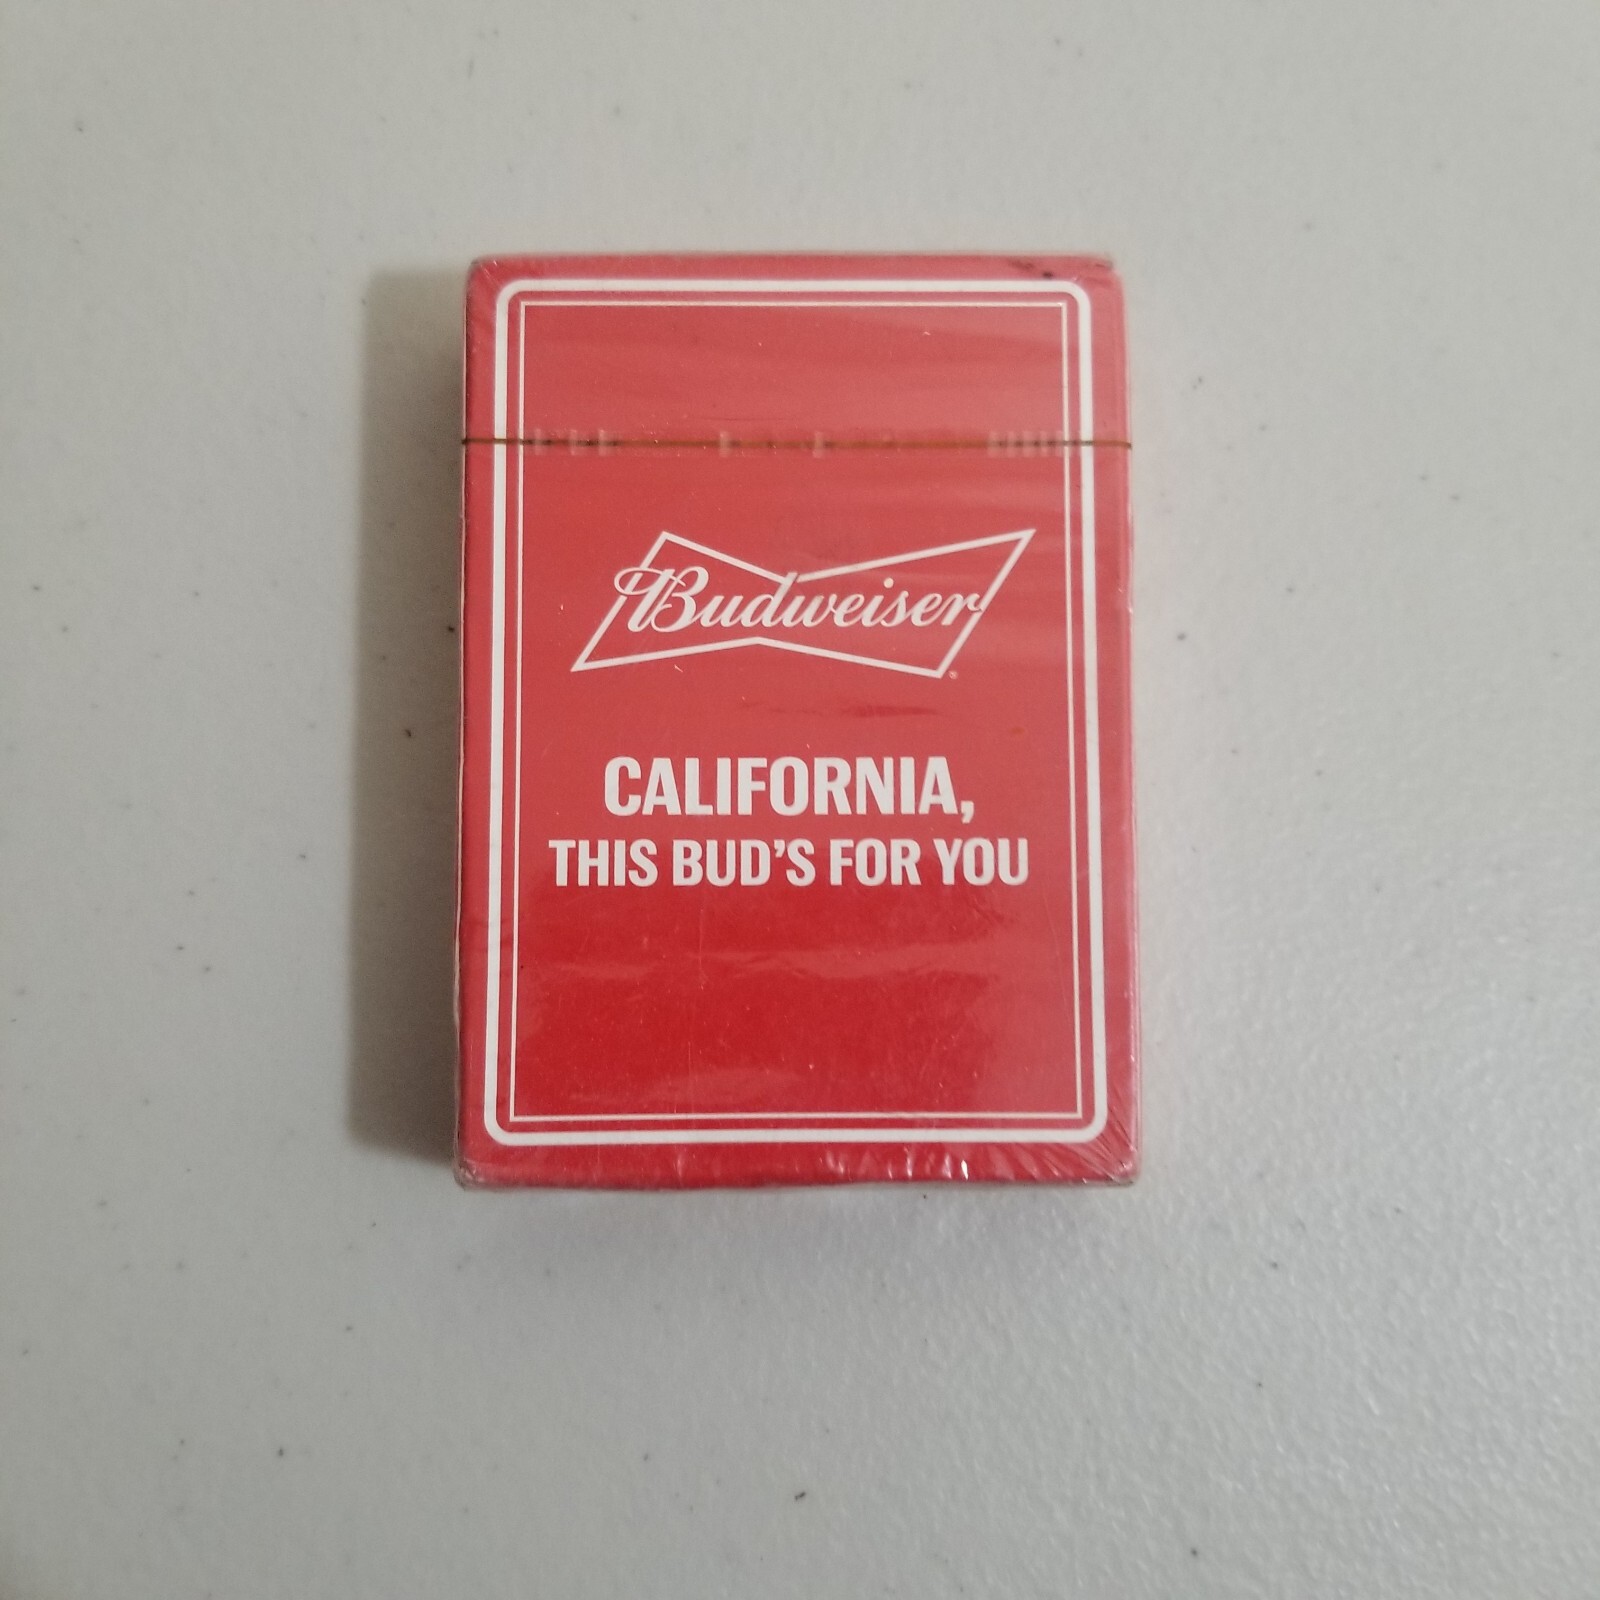 Budweiser
CALIFORNIA,
THIS BUD'S FOR YOU